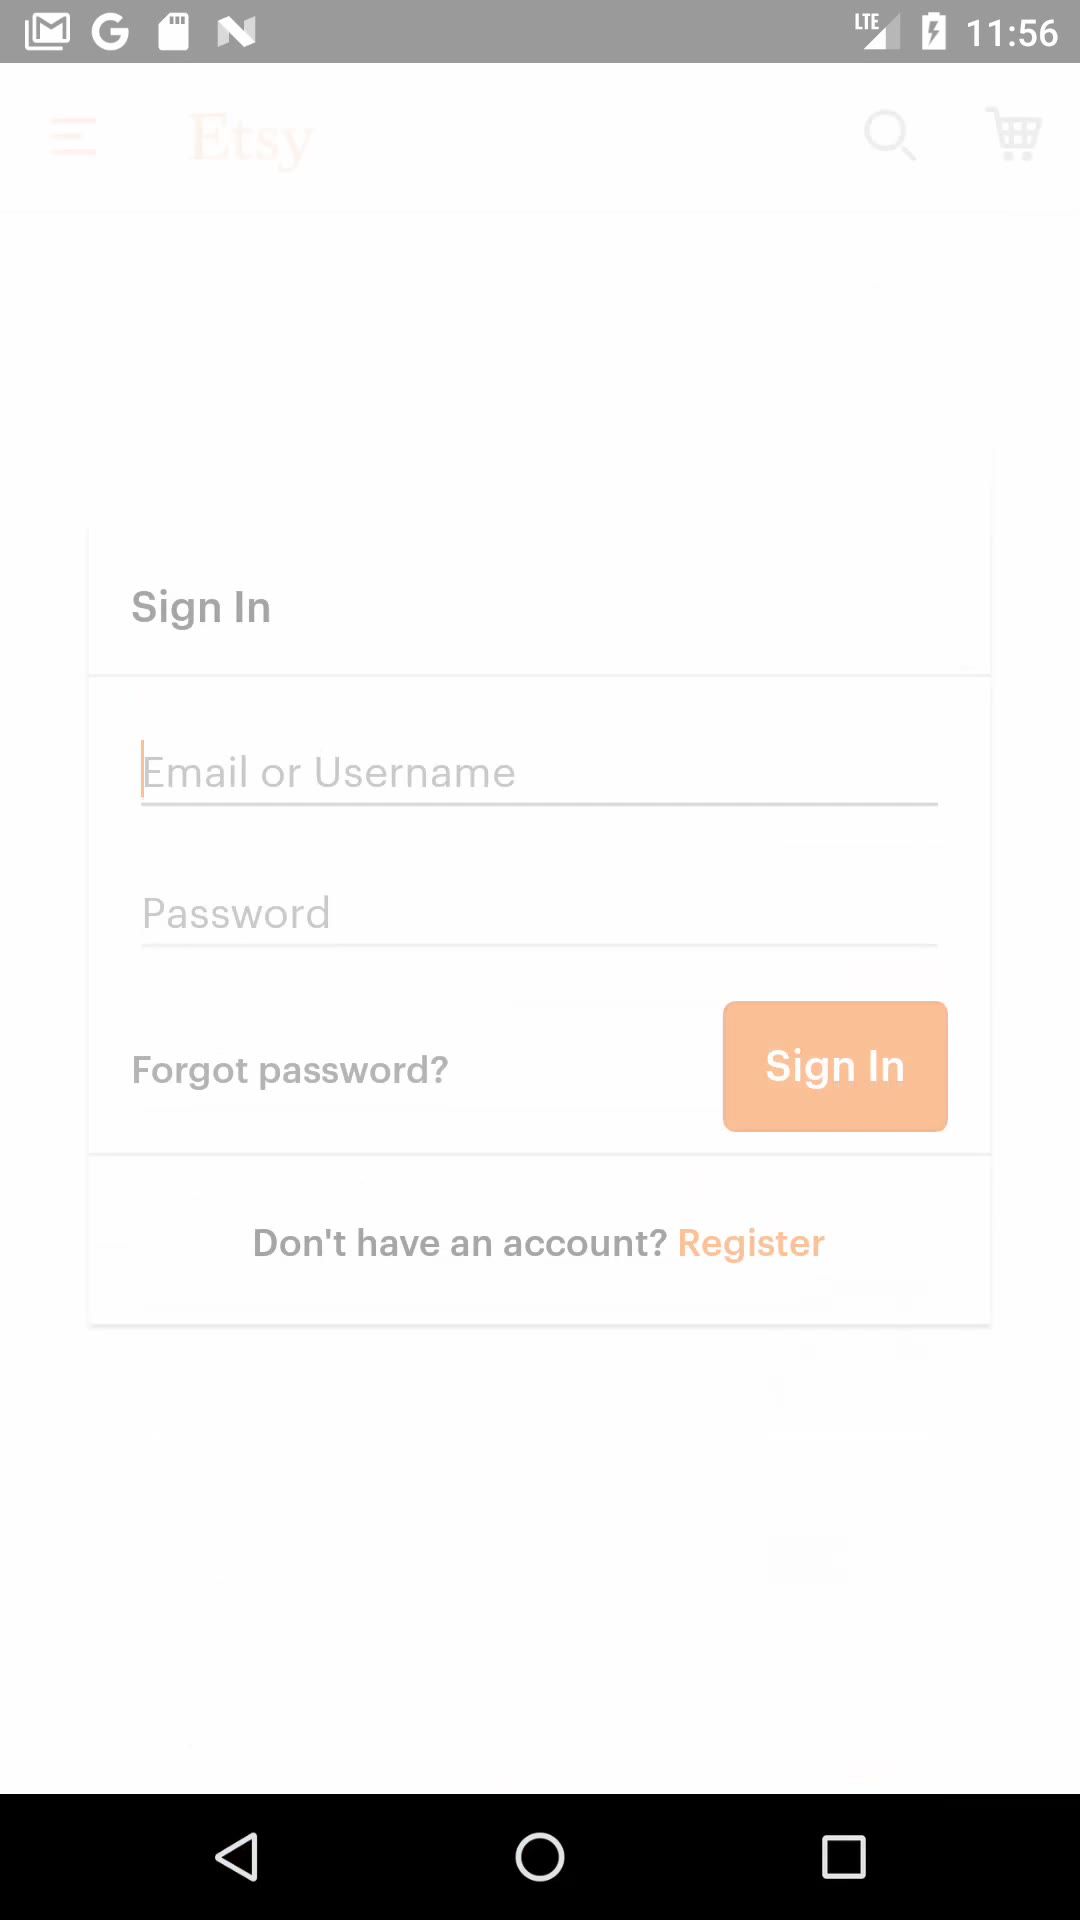 LTE 11:56
Etsy
Sign In
Email or Username
Password
Forgot password?
Sign In
Don't have an account? Register